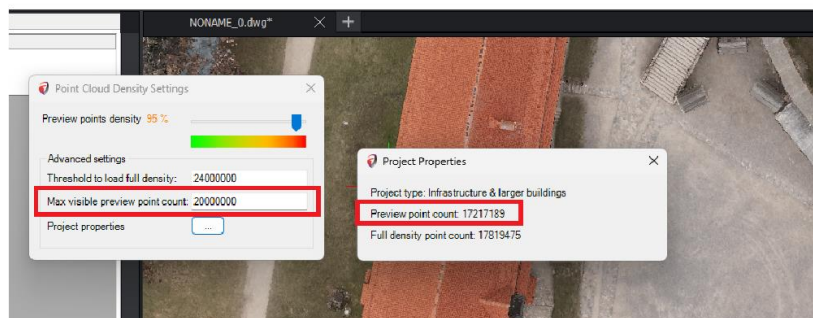 NONAME_0.dwg*
Point Cloud Density Settings
Preview points density 95 %
Advanced settings
Threshold to load full density: 24000000
Max visible preview point count: 20000000
Project properties ...
Project Properties
Project type: Infrastructure & larger buildings
Preview point count: 17217189
Full density point count: 17819475